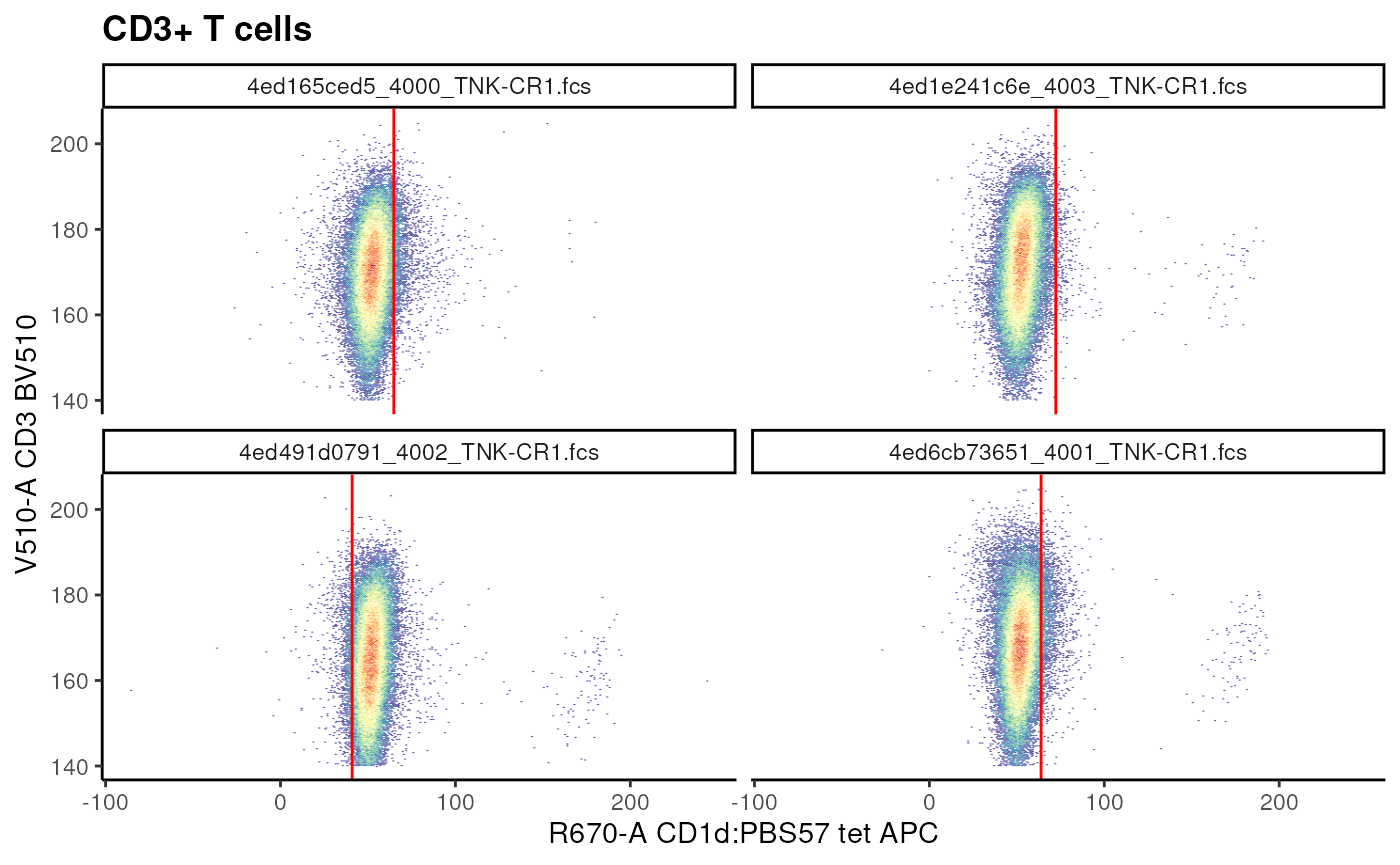 CD3+ T cells
4ed165ced5_4000_TNK-CR1.fcs
4ed1e241c6e_4003_TNK-CR1.fcs
200
180
160
140
4ed491d0791_4002_TNK-CR1.fcs
4ed6cb73651_4001_TNK-CR1.fcs
200
180
160
140
V510-A CD3 BV510
-100 0 100 200 -100 0 100 200
R670-A CD1d:PBS57 tet APC